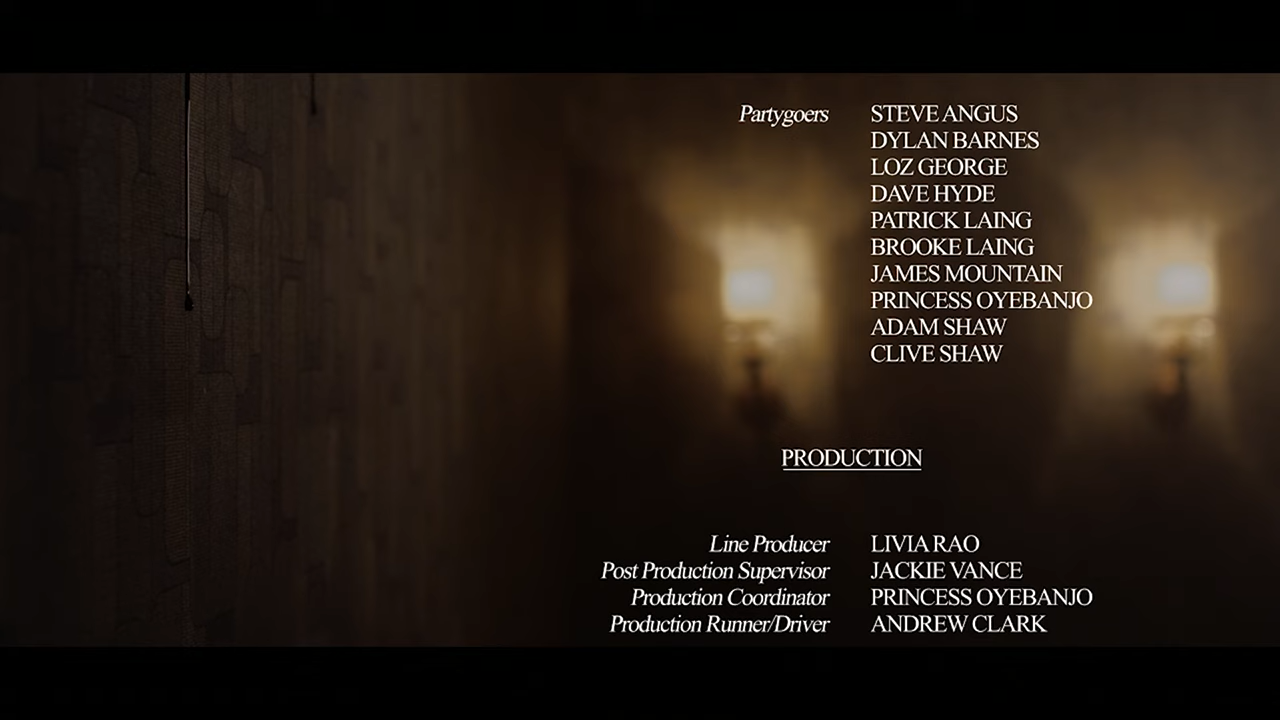 Partygoers STEVE ANGUS
DYLAN BARNES
LOZ GEORGE
DAVE HYDE
PATRICK LAING
BROOKE LAING
JAMES MOUNTAIN
PRINCESS OYEBANJO
ADAM SHAW
CLIVE SHAW
PRODUCTION
Line Producer LIVIA RAO
Post Production Supervisor JACKIE VANCE
Production Coordinator PRINCESS OYEBANJO
Production Runner/Driver ANDREW CLARK